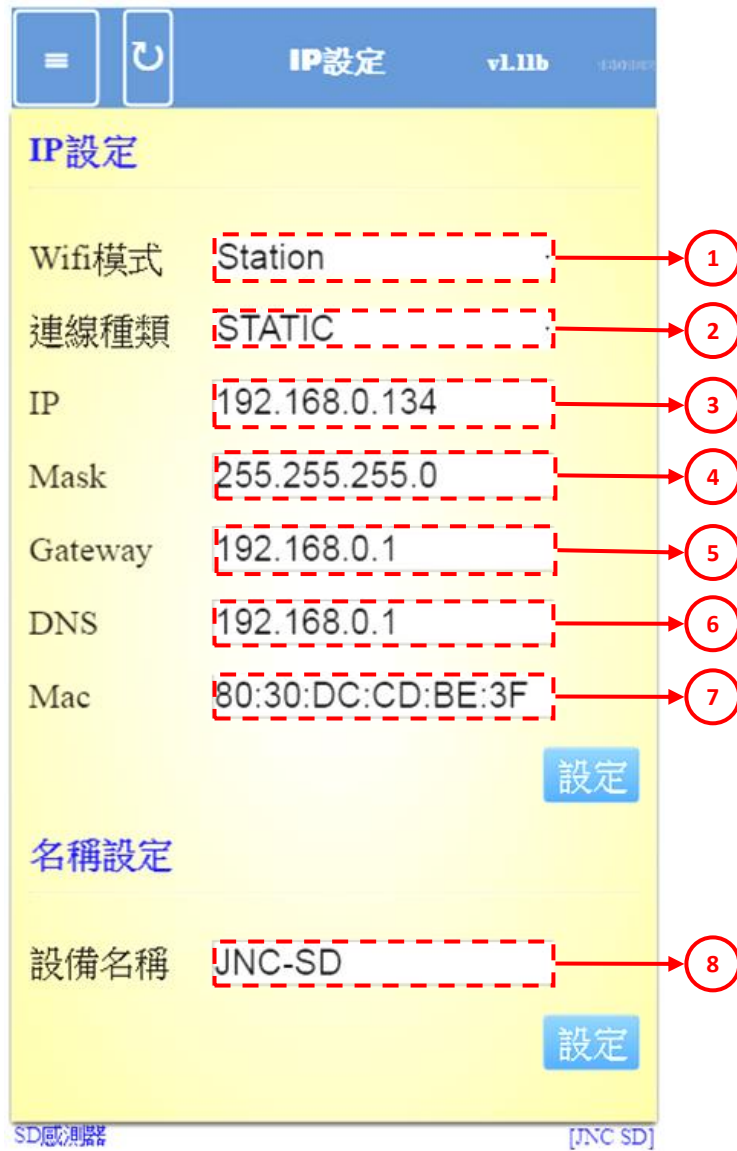 ≡ ↻ IP設定 v1.11b
IP設定
Wifi模式 Station 1
連線種類 STATIC 2
IP 192.168.0.134 3
Mask 255.255.255.0 4
Gateway 192.168.0.1 5
DNS 192.168.0.1 6
Mac 80:30:DC:CD:BE:3F 7
設定
名稱設定
設備名稱 JNC-SD 8
設定
SD感測器 [JNC SD]